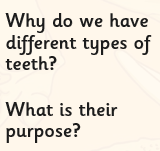 Why do we have
different types of
teeth?
What is their
purpose?